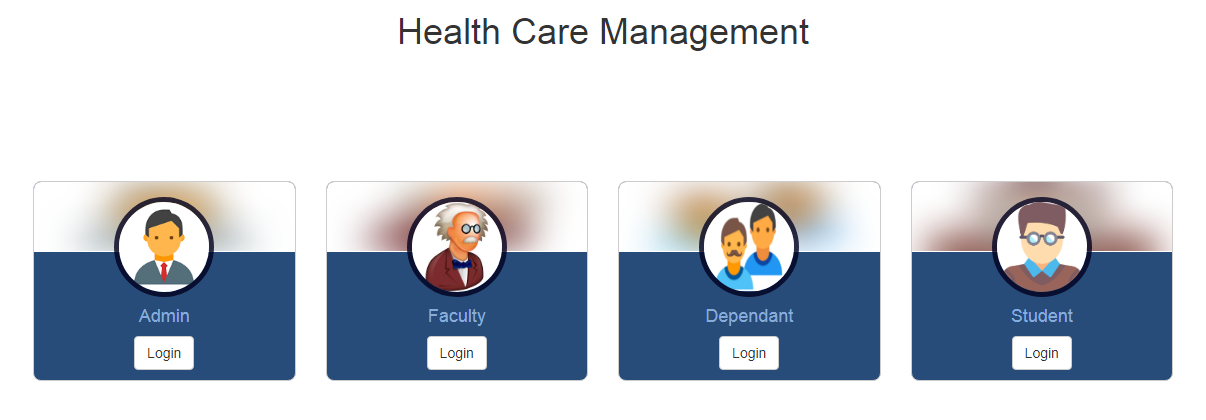 Health Care Management
Admin
Login
Faculty
Login
Dependant
Login
Student
Login